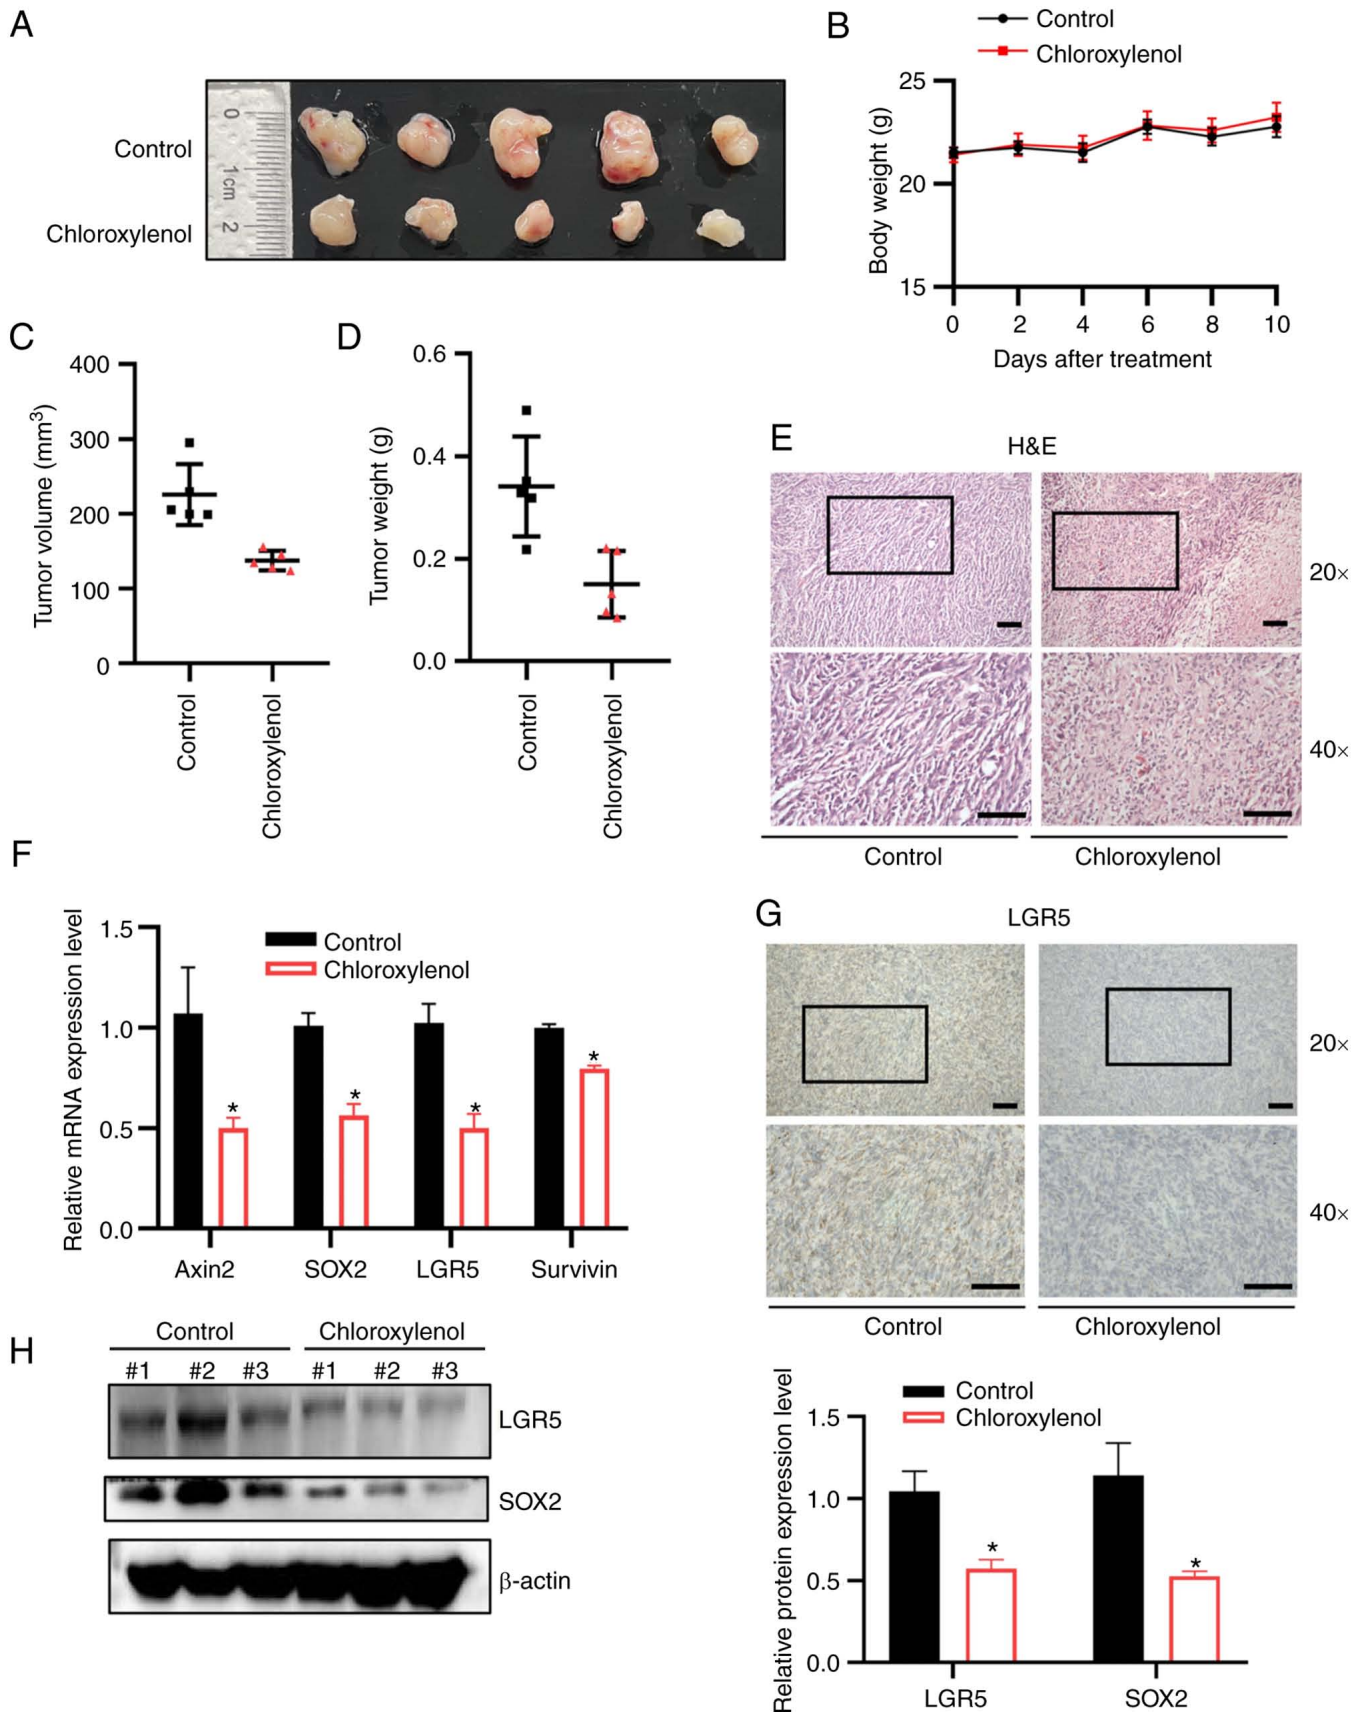 A
Control
Chloroxylenol
0
1cm
2
B
Control
Chloroxylenol
Body weight (g)
25
20
15
0 2 4 6 8 10
Days after treatment
C
Tumor volume (mm³)
400
300
200
100
0
Control
Chloroxylenol
D
Tumor weight (g)
0.6
0.4
0.2
0.0
Control
Chloroxylenol
E
H&E
20×
40×
Control
Chloroxylenol
F
Relative mRNA expression level
1.5
1.0
0.5
0.0
Control
Chloroxylenol
* * * *
Axin2 SOX2 LGR5 Survivin
G
LGR5
20×
40×
Control
Chloroxylenol
H
Control Chloroxylenol
#1 #2 #3 #1 #2 #3
LGR5
SOX2
β-actin
Relative protein expression level
Control
Chloroxylenol
1.5
1.0
0.5
0.0
* *
LGR5 SOX2